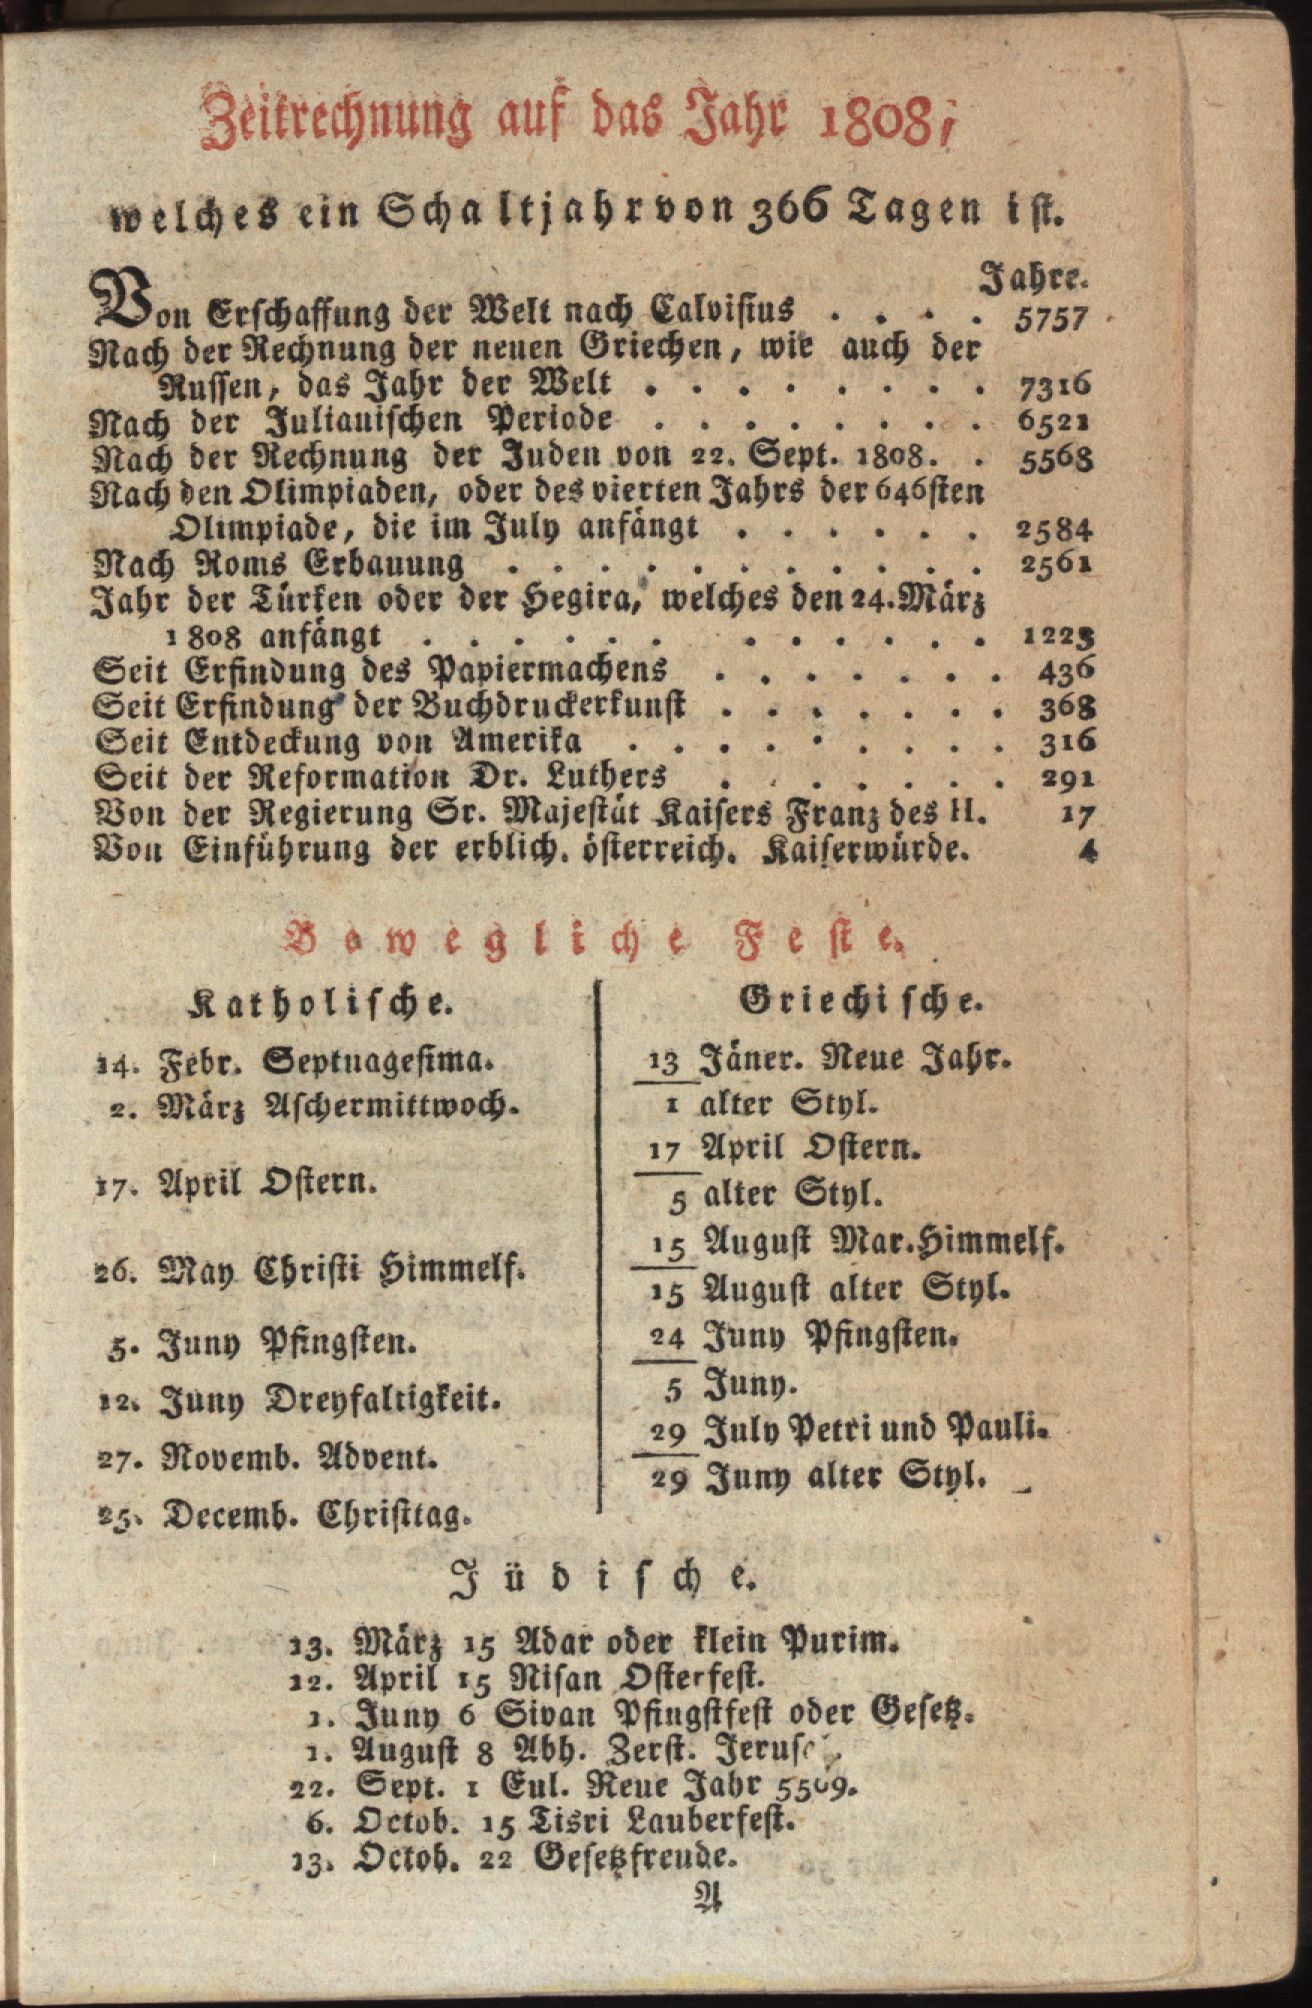 Zeitrechnung auf das Jahr 1808;
welches ein Schaltjahr von 366 Tagen ist.
Jahre.
Von Erschaffung der Welt nach Calvisius . . . . 5757
Nach der Rechnung der neuen Griechen, wie auch der
Russen, das Jahr der Welt . . . . . . . . 7316
Nach der Julianischen Periode . . . . . . . . 6521
Nach der Rechnung der Juden von 22. Sept. 1808. . 5568
Nach den Olimpiaden, oder des vierten Jahrs der 646sten
Olimpiade, die im July anfängt . . . . . . 2584
Nach Roms Erbauung . . . . . . . . . . . 2561
Jahr der Türken oder der Hegira, welches den 24. März
1808 anfängt . . . . . . . . . . . . 1223
Seit Erfindung des Papiermachens . . . . . . . 436
Seit Erfindung der Buchdruckerkunst . . . . . . . 368
Seit Entdeckung von Amerika . . . . . . . . . 316
Seit der Reformation Dr. Luthers . . . . . . . 291
Von der Regierung Sr. Majestät Kaisers Franz des II. 17
Von Einführung der erblich. österreich. Kaiserwürde. 4
Bewegliche Feste.
Katholische.
14. Febr. Septuagesima.
2. März Aschermittwoch.
17. April Ostern.
26. May Christi Himmelf.
5. Juny Pfingsten.
12. Juny Dreyfaltigkeit.
27. Novemb. Advent.
25. Decemb. Christtag.
Griechische.
13 Jäner. Neue Jahr.
1 alter Styl.
17 April Ostern.
5 alter Styl.
15 August Mar. Himmelf.
15 August alter Styl.
24 Juny Pfingsten.
5 Juny.
29 July Petri und Pauli.
29 Juny alter Styl.
Jüdische.
13. März 15 Adar oder klein Purim.
12. April 15 Nisan Osterfest.
1. Juny 6 Sivan Pfingstfest oder Gesetz.
1. August 8 Abh. Zerst.
22. Sept. 1 Eul. Neue Jahr
6. Octob. 15 Tisri Lauberfest.
13. Octob. 22 Gesetzfreude.
A